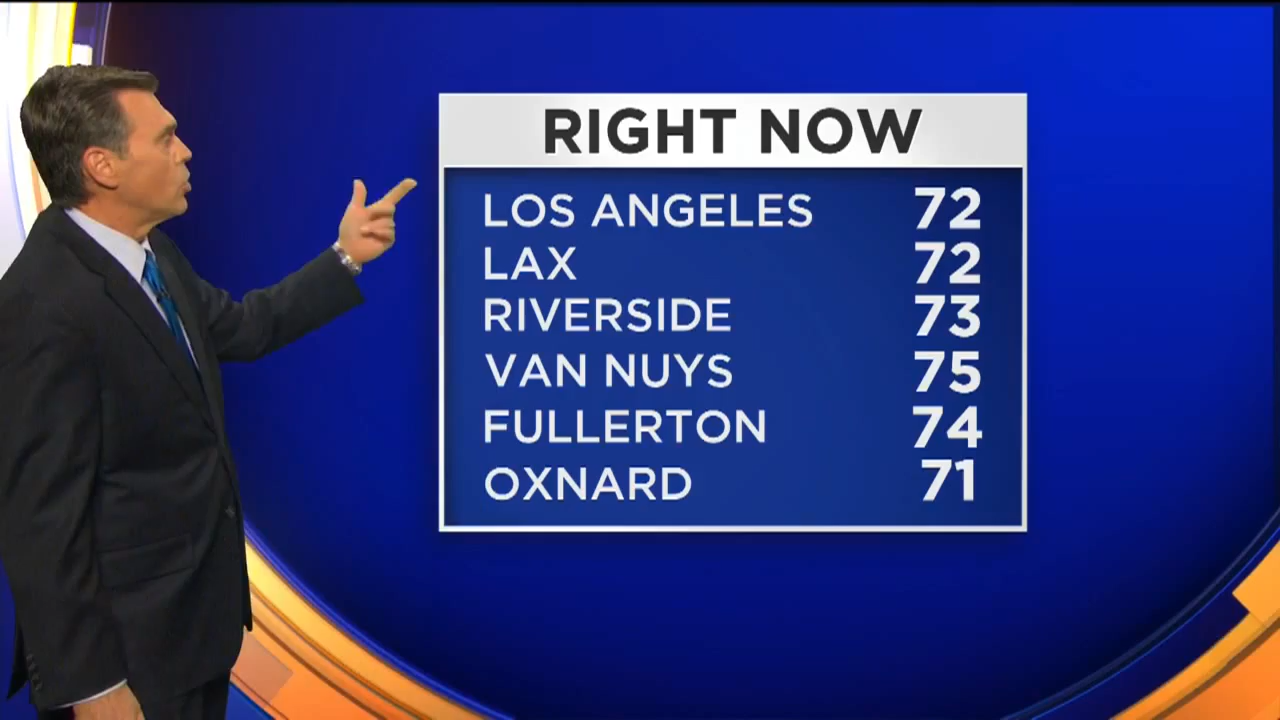 RIGHT NOW
LOS ANGELES 72
LAX 72
RIVERSIDE 73
VAN NUYS 75
FULLERTON 74
OXNARD 71